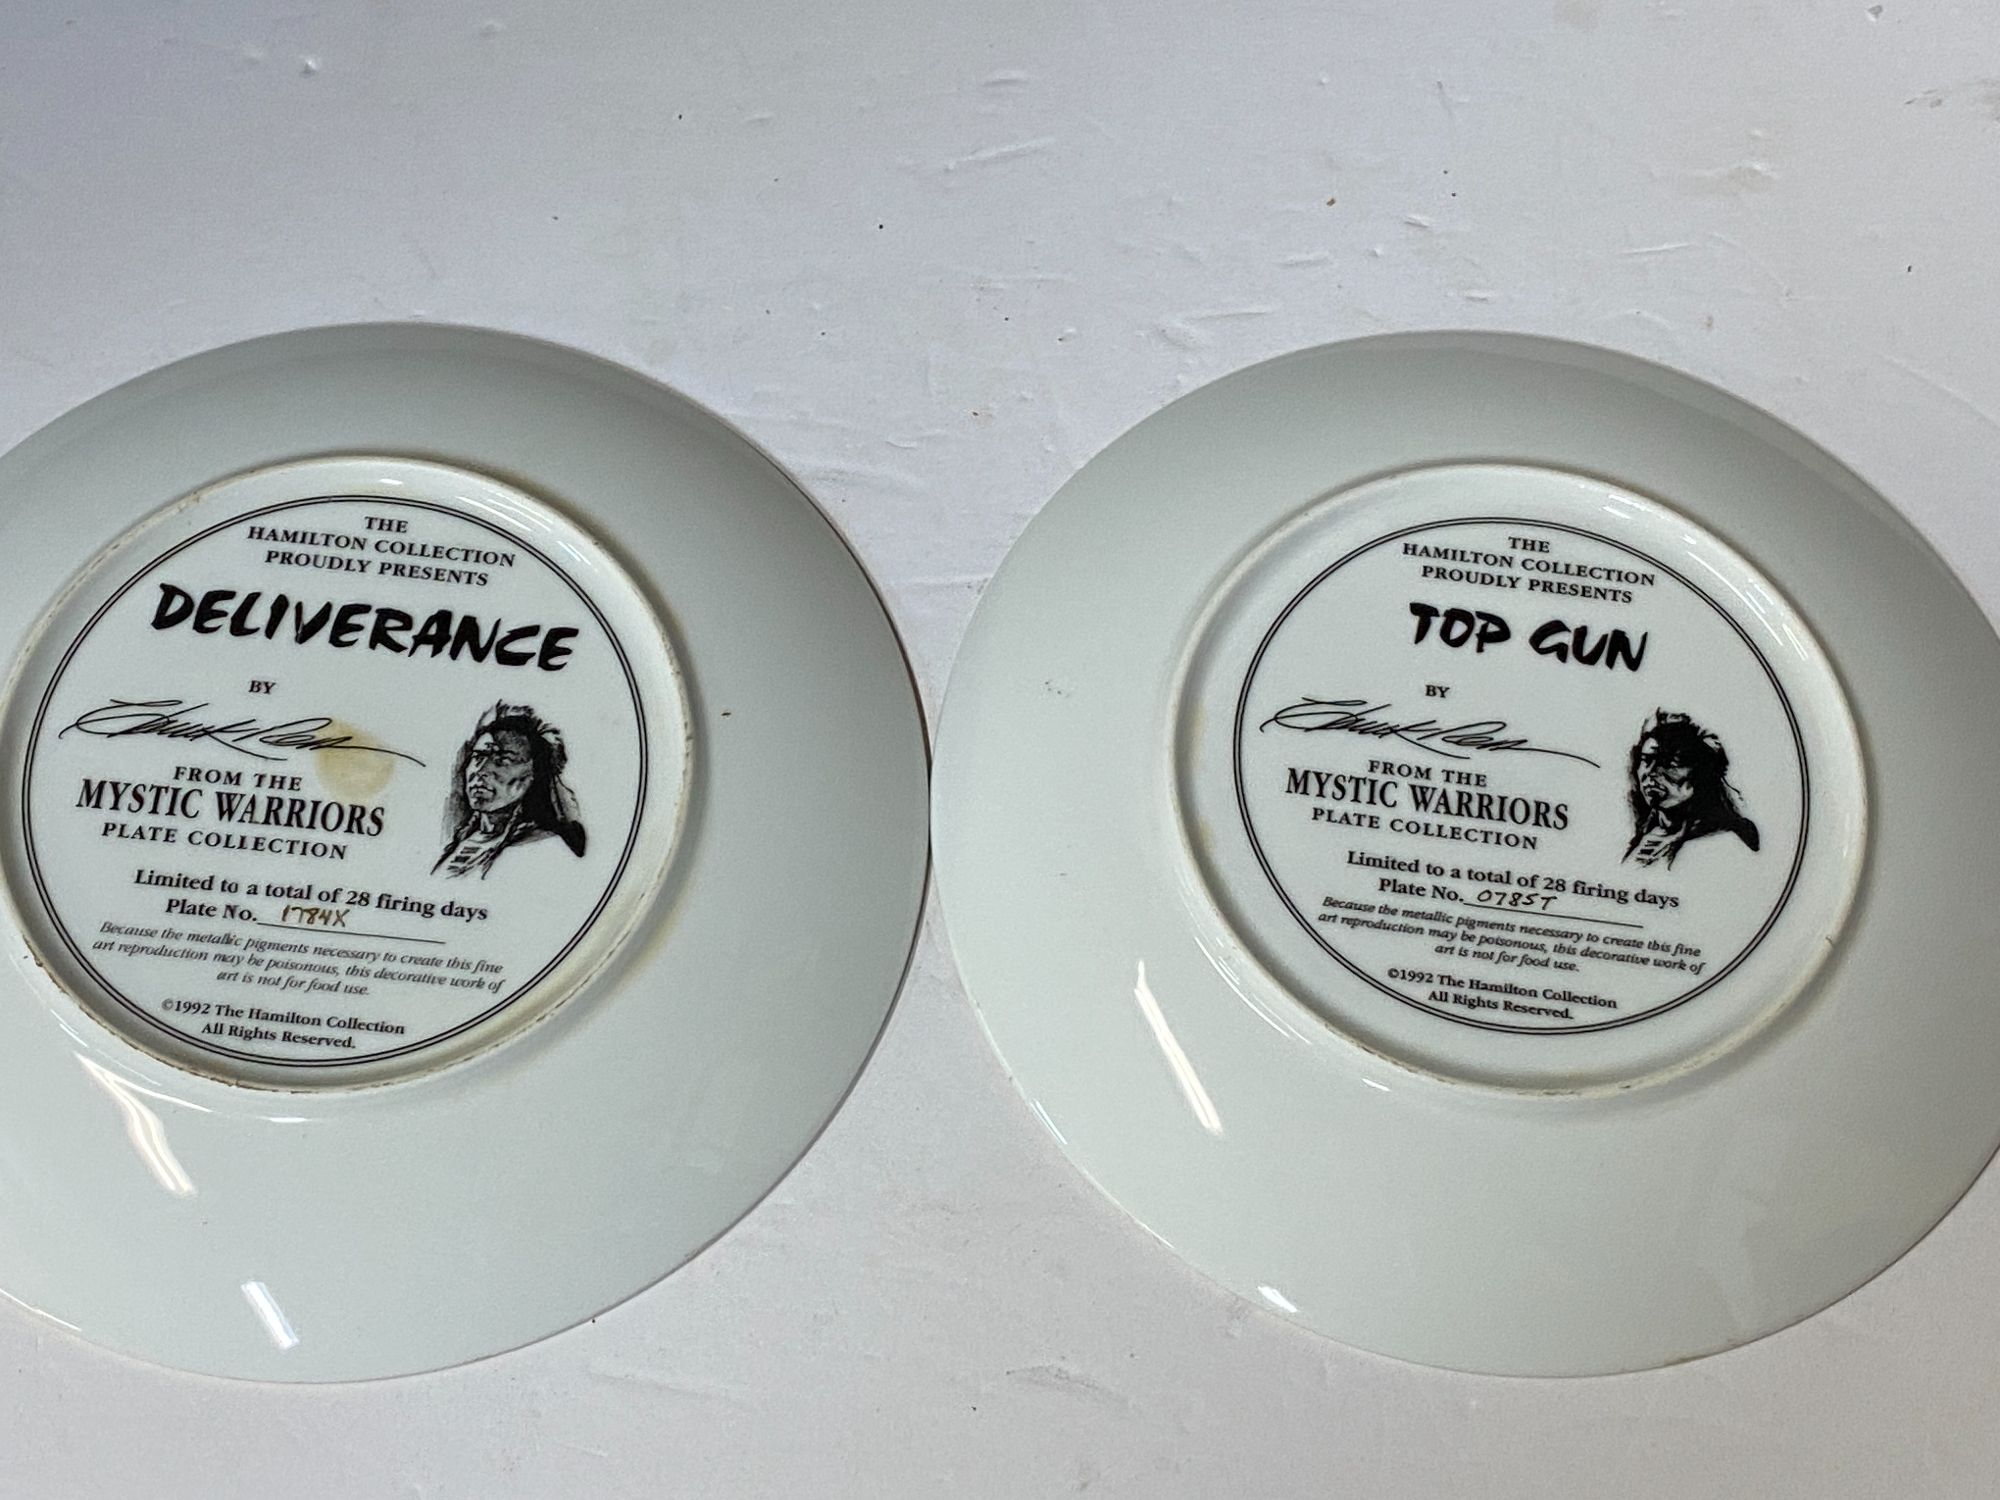 THE
HAMILTON COLLECTION
PROUDLY PRESENTS
DELIVERANCE
BY
Chuck Ren
FROM THE
MYSTIC WARRIORS
PLATE COLLECTION
Limited to a total of 28 firing days
Plate No. 1784X
Because the metallic pigments necessary to create this fine
art reproduction may be poisonous, this decorative work of
art is not for food use.
©1992 The Hamilton Collection
All Rights Reserved.
THE
HAMILTON COLLECTION
PROUDLY PRESENTS
TOP GUN
BY
Chuck Ren
FROM THE
MYSTIC WARRIORS
PLATE COLLECTION
Limited to a total of 28 firing days
Plate No. 0785T
Because the metallic pigments necessary to create this fine
art reproduction may be poisonous, this decorative work of
art is not for food use.
©1992 The Hamilton Collection
All Rights Reserved.